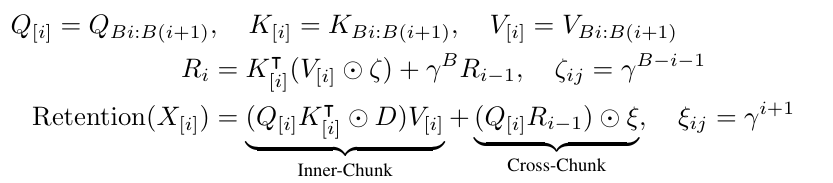 Q_{[i]} = Q_{Bi:B(i+1)}, K_{[i]} = K_{Bi:B(i+1)}, V_{[i]} = V_{Bi:B(i+1)}
R_i = K_{[i]}^⊺(V_{[i]} ⊙ ζ) + γ^B R_{i−1}, ζ_{ij} = γ^{B−i−1}
Retention(X_{[i]}) = (Q_{[i]}K_{[i]}^⊺ ⊙ D)V_{[i]} + (Q_{[i]}R_{i−1}) ⊙ ξ, ξ_{ij} = γ^{i+1}
Inner-Chunk Cross-Chunk